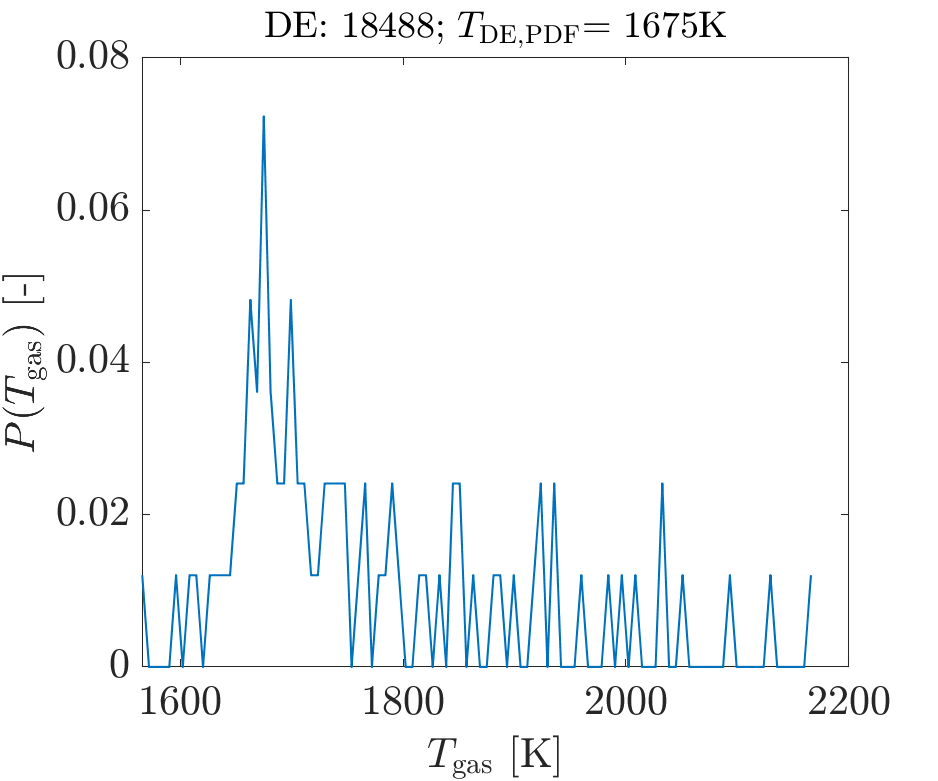 DE: 18488; T_DE,PDF= 1675K
0.08
0.06
0.04
0.02
0
P(T_gas) [-]
1600 1800 2000 2200
T_gas [K]